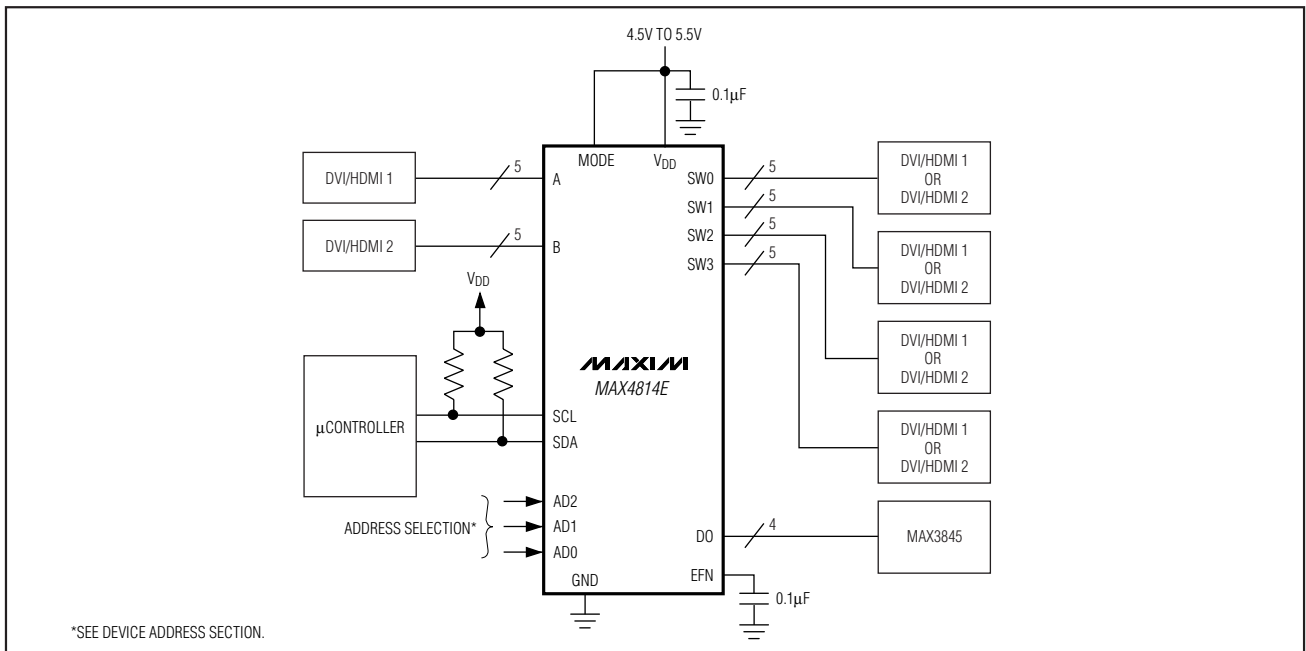 4.5V TO 5.5V
0.1µF
MODE
VDD
DVI/HDMI 1
5
A
DVI/HDMI 2
5
B
VDD
µCONTROLLER
SCL
SDA
ADDRESS SELECTION*
AD2
AD1
AD0
GND
MAXIM
MAX4814E
SW0
5
SW1
5
SW2
5
SW3
5
DVI/HDMI 1
OR
DVI/HDMI 2
DVI/HDMI 1
OR
DVI/HDMI 2
DVI/HDMI 1
OR
DVI/HDMI 2
DVI/HDMI 1
OR
DVI/HDMI 2
DO
4
MAX3845
EFN
0.1µF
*SEE DEVICE ADDRESS SECTION.